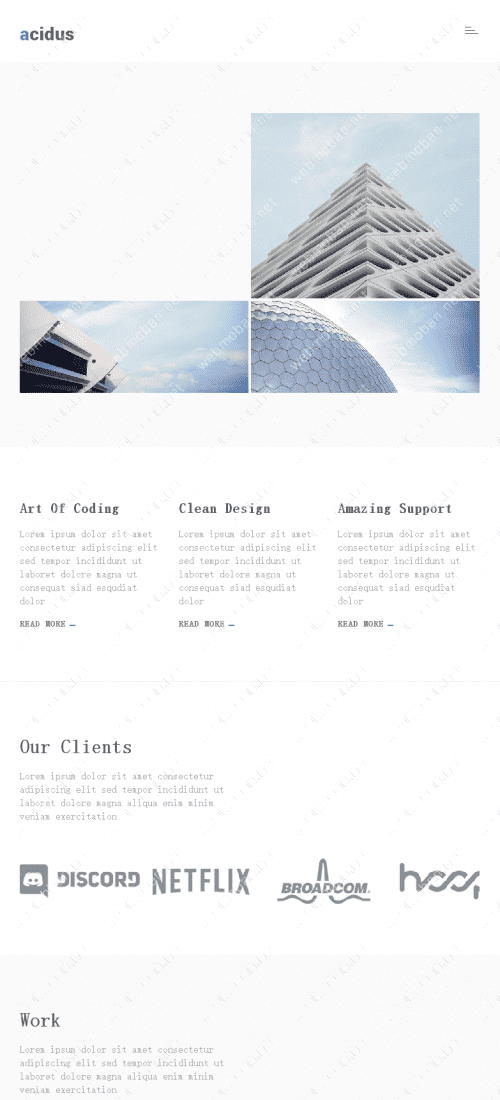 acidus
Art Of Coding
Lorem ipsum dolor sit amet
consectetur adipiscing elit
sed tempor incididunt ut
laboret dolore magna ut
consequat siad esqudiat
dolor
READ MORE —
Clean Design
Lorem ipsum dolor sit amet
consectetur adipiscing elit
sed tempor incididunt ut
laboret dolore magna ut
consequat siad esqudiat
dolor
READ MORE —
Amazing Support
Lorem ipsum dolor sit amet
consectetur adipiscing elit
sed tempor incididunt ut
laboret dolore magna ut
consequat siad esqudiat
dolor
READ MORE —
Our Clients
Lorem ipsum dolor sit amet consectetur
adipiscing elit sed tempor incididunt ut
laboret dolore magna aliqua enim minim
veniam exercitation
DISCORD
NETFLIX
BROADCOM.
Work
Lorem ipsum dolor sit amet consectetur
adipiscing elit sed tempor incididunt ut
laboret dolore magna aliqua enim minim
veniam exercitation